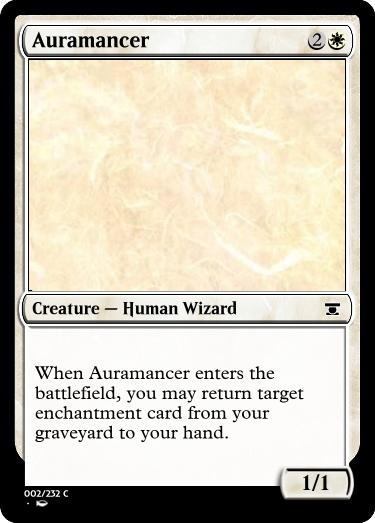 Auramancer 2
Creature — Human Wizard
When Auramancer enters the
battlefield, you may return target
enchantment card from your
graveyard to your hand.
1/1
002/232 C